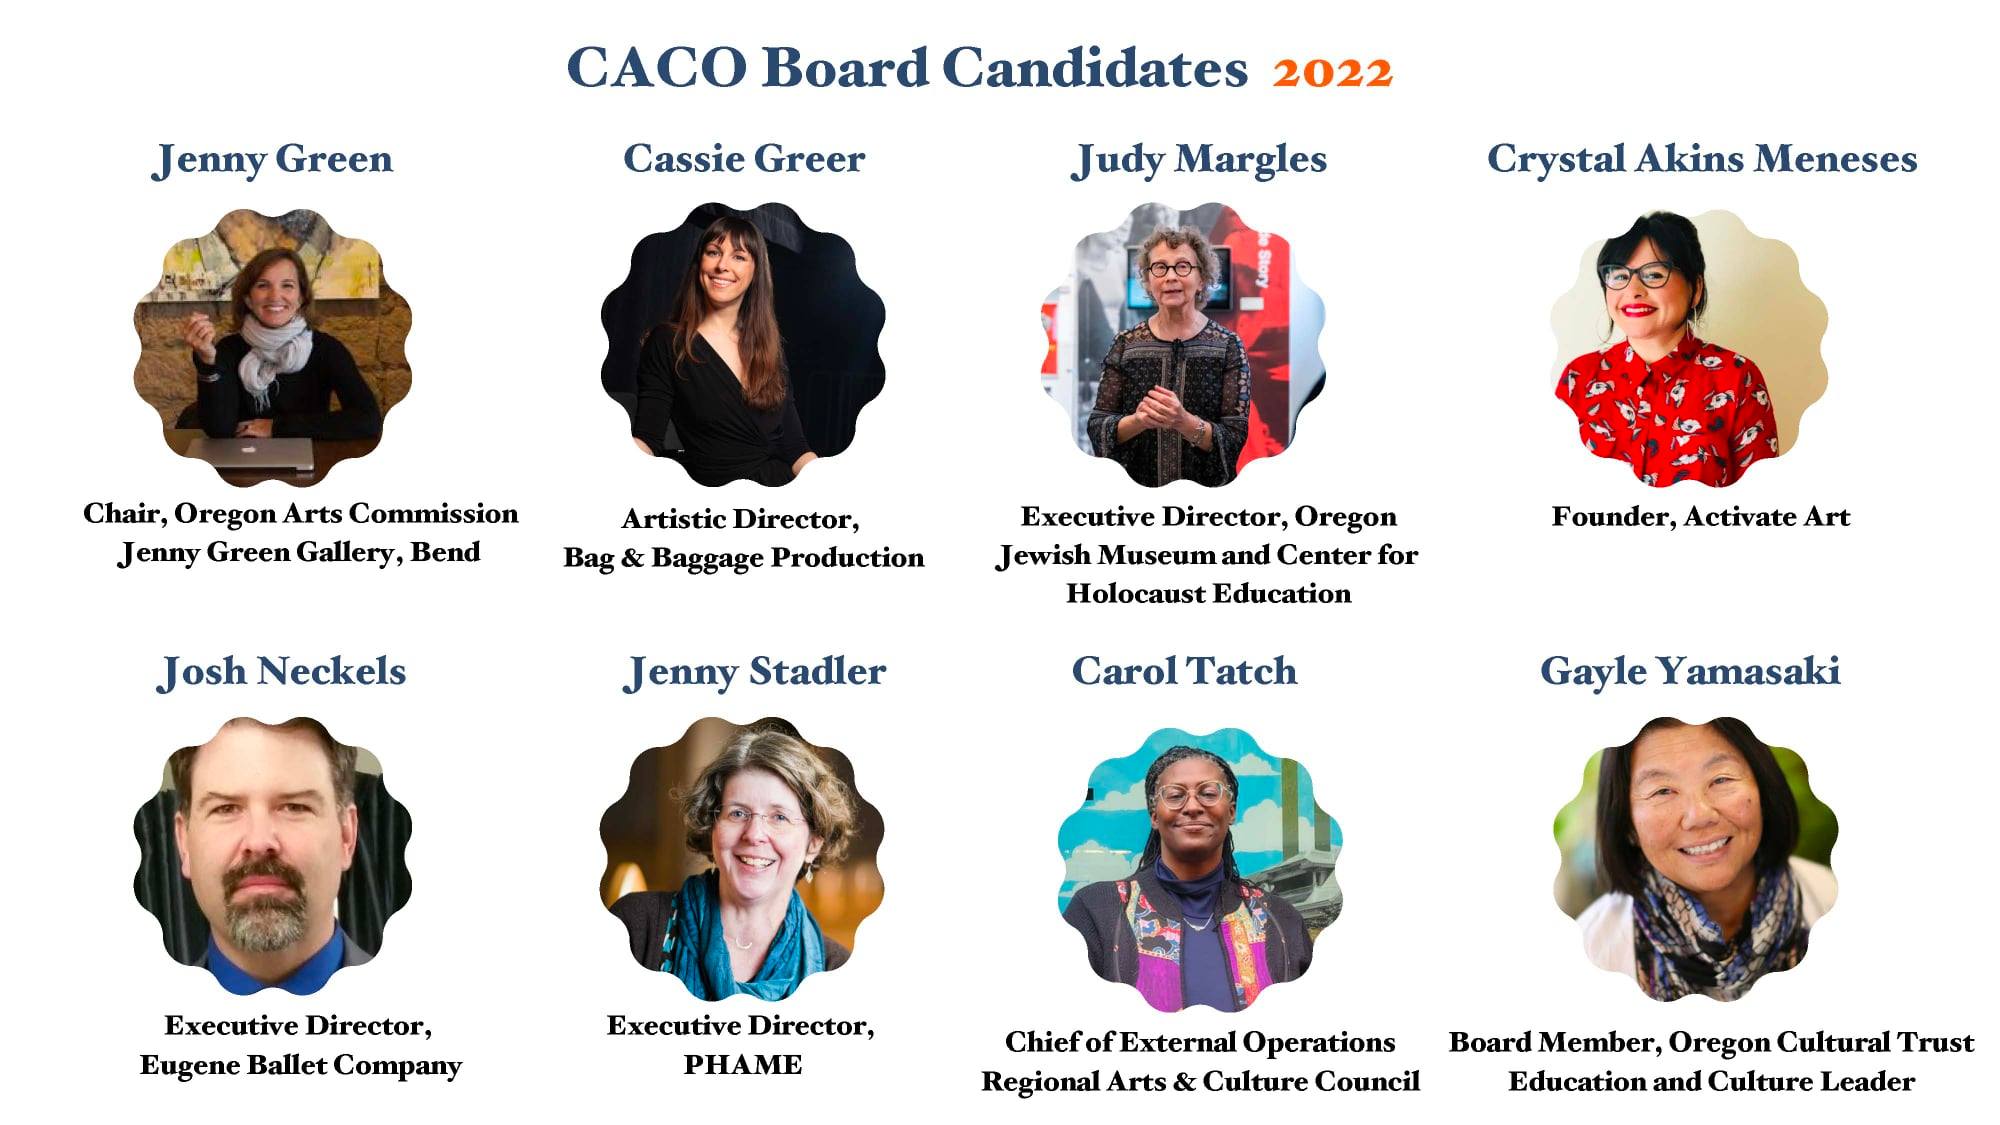 CACO Board Candidates 2022
Jenny Green
Cassie Greer
Judy Margles
Crystal Akins Meneses
de Story
Chair, Oregon Arts Commission
Jenny Green Gallery, Bend
Artistic Director,
Bag & Baggage Production
Executive Director, Oregon
Jewish Museum and Center for
Holocaust Education
Founder, Activate Art
Josh Neckels
Jenny Stadler
Carol Tatch
Gayle Yamasaki
Executive Director,
Eugene Ballet Company
Executive Director,
PHAME
Chief of External Operations
Regional Arts & Culture Council
Board Member, Oregon Cultural Trust
Education and Culture Leader